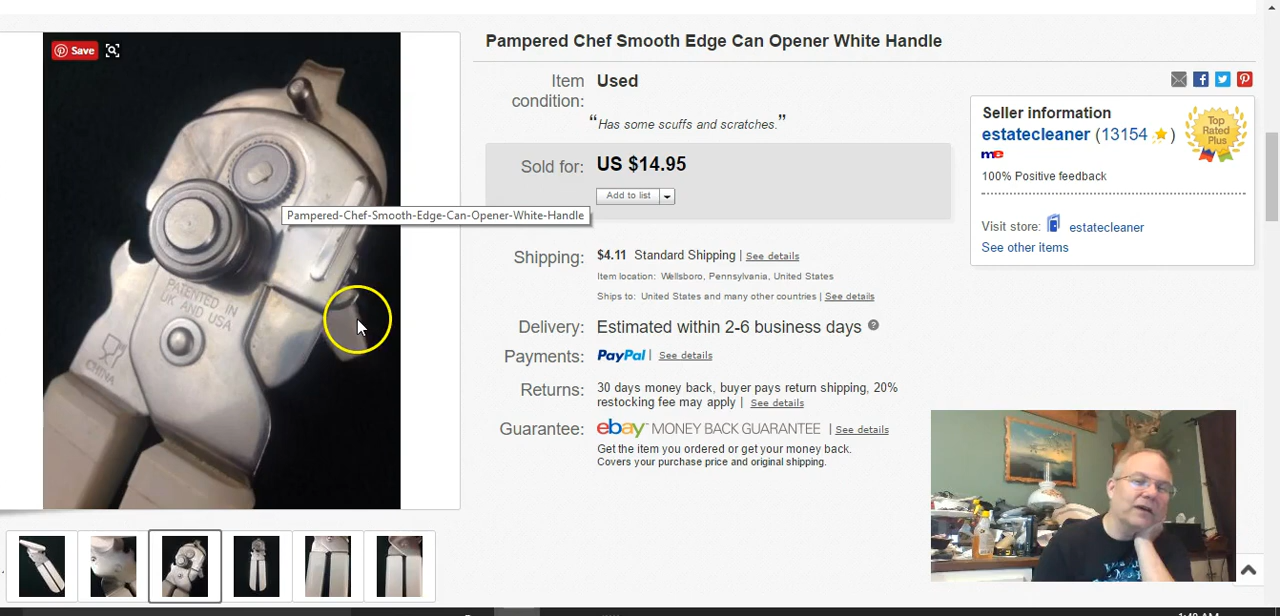 Save
Pampered Chef Smooth Edge Can Opener White Handle
Item condition:
Used
“Has some scuffs and scratches.”
Sold for:
US $14.95
Add to list
Pampered-Chef-Smooth-Edge-Can-Opener-White-Handle
PATENTED IN
UK AND USA
CHINA
Shipping:
$4.11 Standard Shipping | See details
Item location: Wellsboro, Pennsylvania, United States
Ships to: United States and many other countries | See details
Delivery:
Estimated within 2-6 business days
Payments:
PayPal | See details
Returns:
30 days money back, buyer pays return shipping, 20%
restocking fee may apply | See details
Guarantee:
ebay MONEY BACK GUARANTEE | See details
Get the item you ordered or get your money back.
Covers your purchase price and original shipping.
Seller information
estatecleaner (13154 )
me
100% Positive feedback
Top
Rated
Plus
Visit store: estatecleaner
See other items